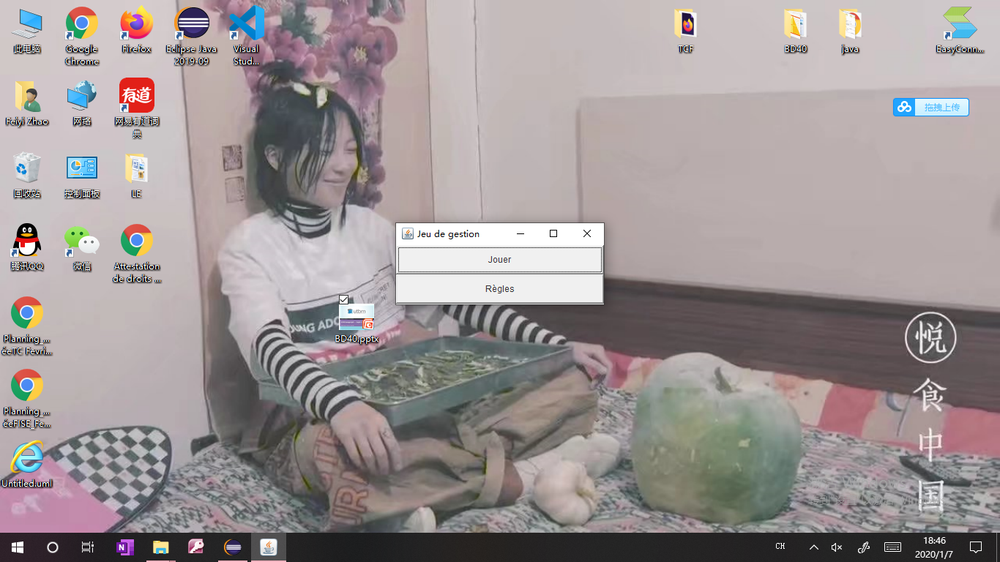 此电脑
Google
Chrome
Firefox
Eclipse Java
2019-09
Visual
Stud...
TCF
BD40
java
EasyConn...
Feiyi Zhao
网络
有道
网易有道词
典
拖拽上传
回收站
控制面板
LE
腾讯QQ
微信
Attestation
de droits ...
Jeu de gestion
Jouer
Règles
utbm
BD40.pptx
Planning_...
éeTC Fevri...
Planning_...
éeFISE_Fe...
Untitled.uml
悦
食
中
国
CH
18:46
2020/1/7